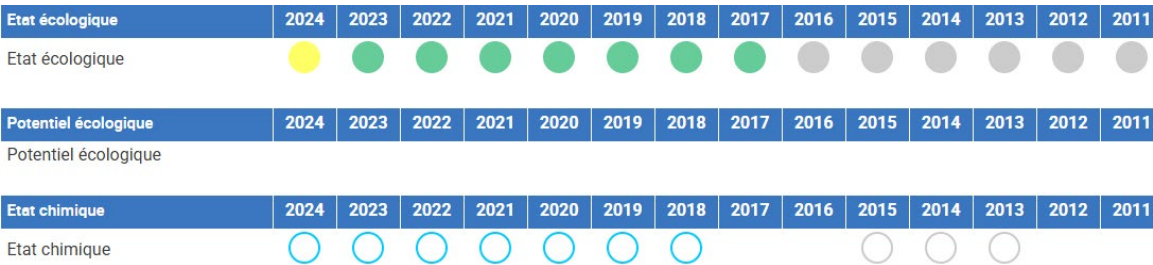 Etat écologique 2024 2023 2022 2021 2020 2019 2018 2017 2016 2015 2014 2013 2012 2011
Etat écologique
Potentiel écologique 2024 2023 2022 2021 2020 2019 2018 2017 2016 2015 2014 2013 2012 2011
Potentiel écologique
Etat chimique 2024 2023 2022 2021 2020 2019 2018 2017 2016 2015 2014 2013 2012 2011
Etat chimique